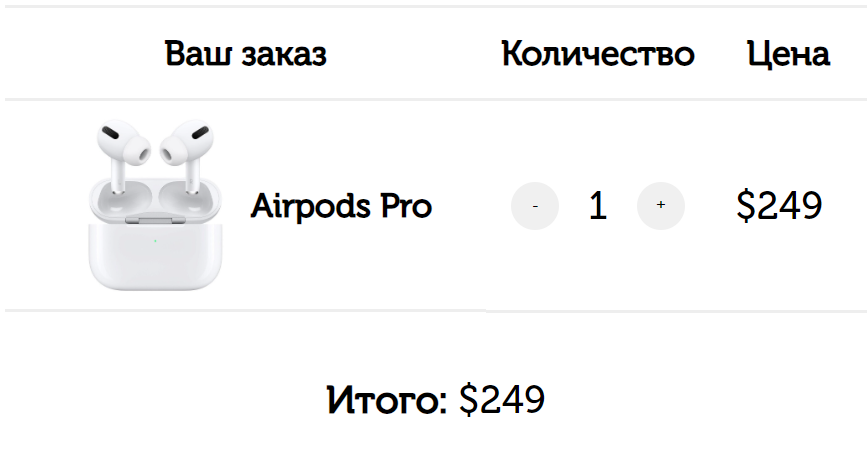 Ваш заказ Количество Цена
Airpods Pro - 1 + $249
Итого: $249